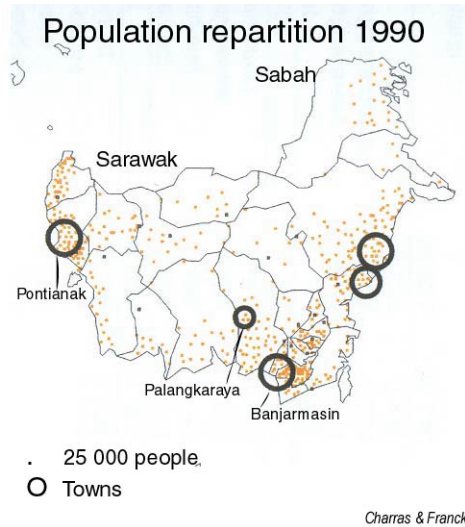 Population repartition 1990
Sabah
Sarawak
Pontianak
Palangkaraya
Banjarmasin
. 25 000 people
O Towns
Charras & Franck